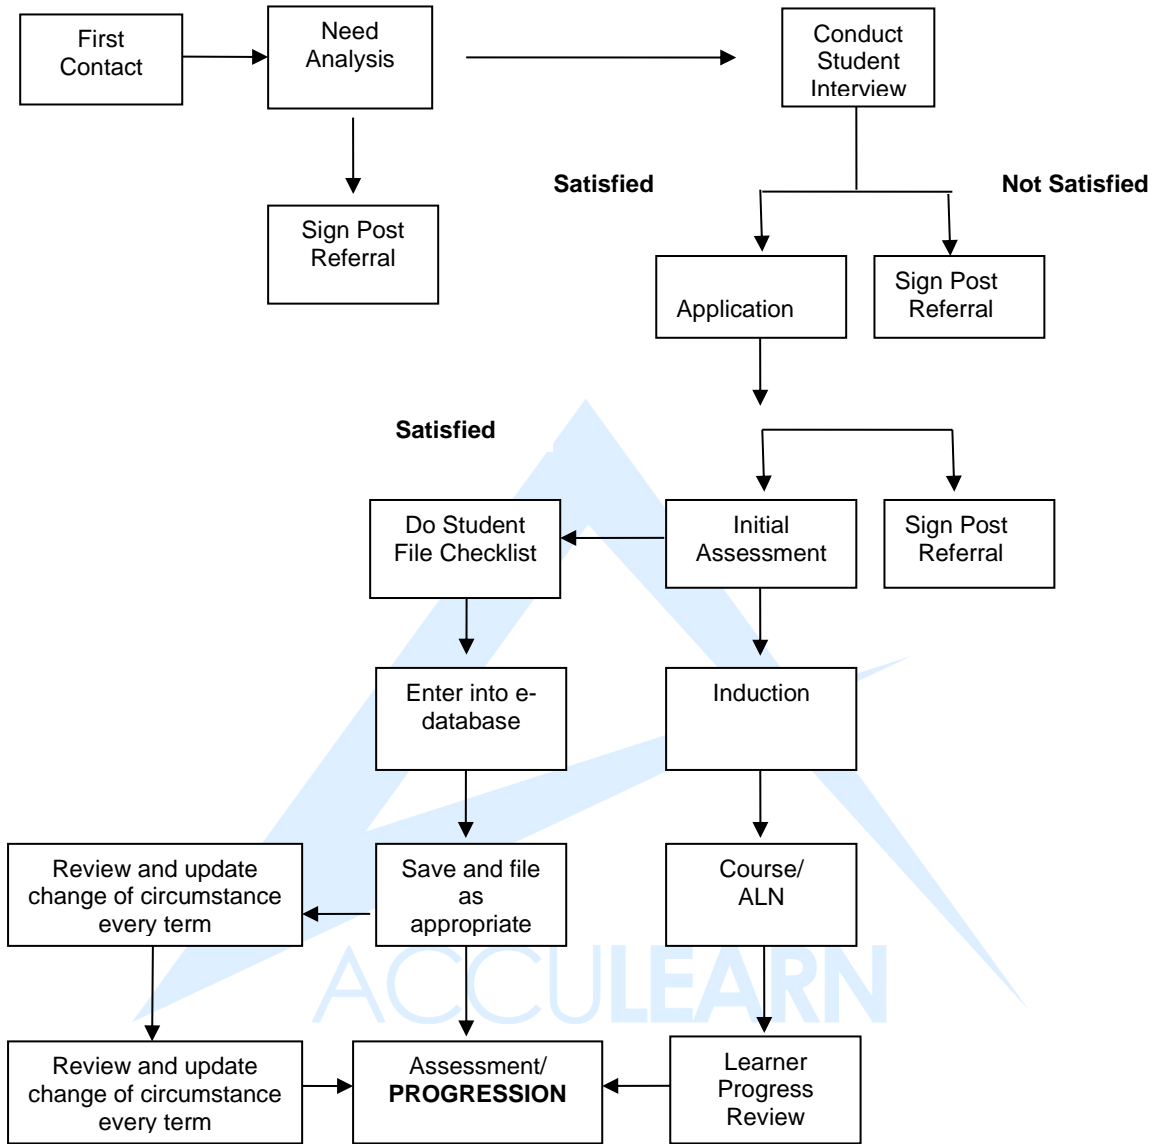 First
Contact
Need
Analysis
Conduct
Student
Interview
Satisfied
Not Satisfied
Sign Post
Referral
Application
Sign Post
Referral
Satisfied
Do Student
File Checklist
Initial
Assessment
Sign Post
Referral
Enter into e-
database
Induction
Review and update
change of circumstance
every term
Save and file
as
appropriate
Course/
ALN
ACCULEARN
Review and update
change of circumstance
every term
Assessment/
PROGRESSION
Learner
Progress
Review